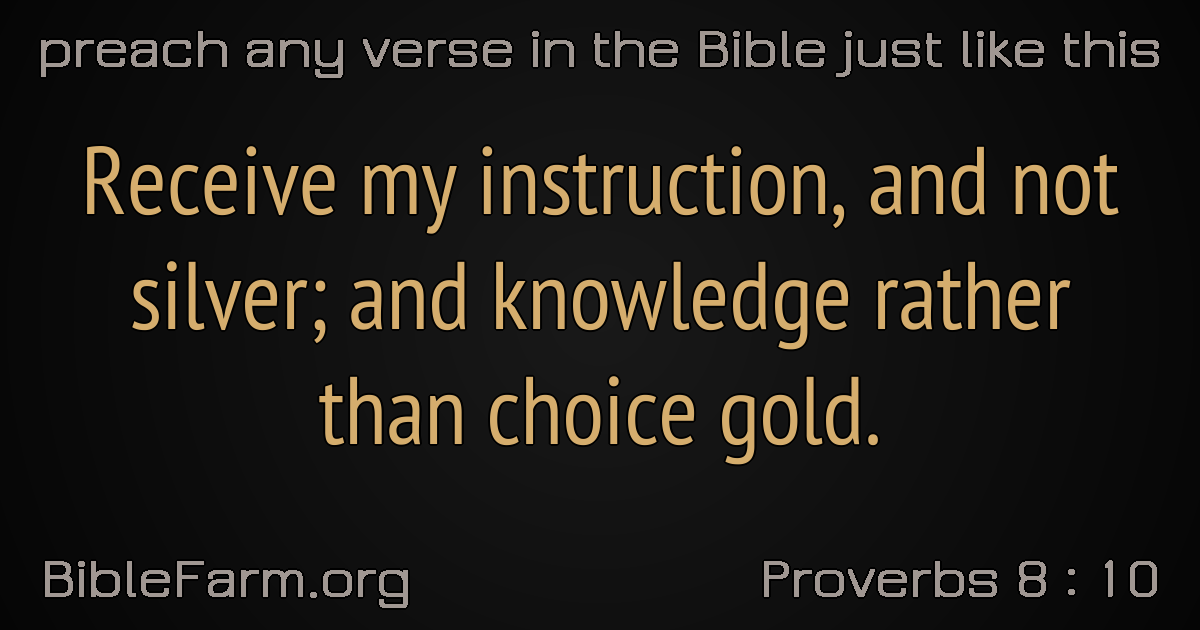 preach any verse in the Bible just like this
Receive my instruction, and not
silver; and knowledge rather
than choice gold.
BibleFarm.org
Proverbs 8 : 10